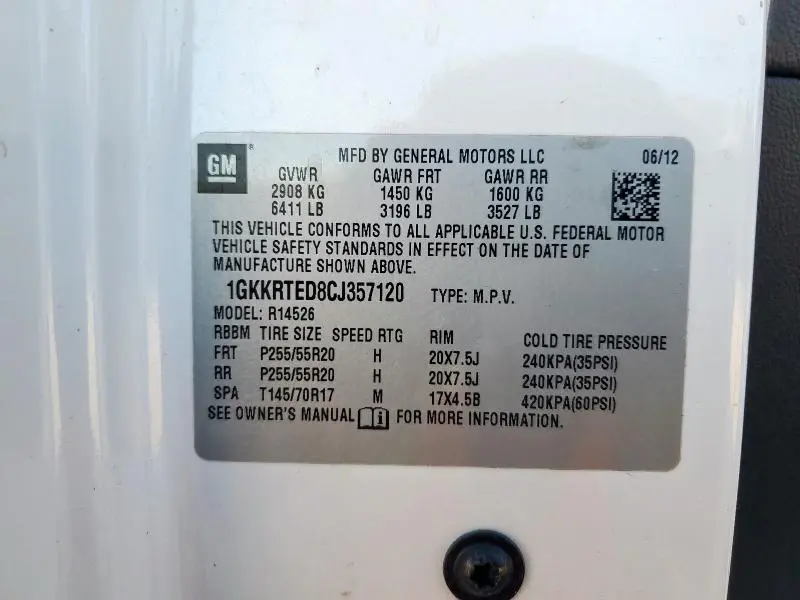 GM ® MFD BY GENERAL MOTORS LLC 06/12
GVWR GAWR FRT GAWR RR
2908 KG 1450 KG 1600 KG
6411 LB 3196 LB 3527 LB
THIS VEHICLE CONFORMS TO ALL APPLICABLE U.S. FEDERAL MOTOR
VEHICLE SAFETY STANDARDS IN EFFECT ON THE DATE OF
MANUFACTURE SHOWN ABOVE.
1GKKRTED8CJ357120 TYPE: M.P.V.
MODEL: R14526
RBBM TIRE SIZE SPEED RTG RIM COLD TIRE PRESSURE
FRT P255/55R20 H 20X7.5J 240KPA(35PSI)
RR P255/55R20 H 20X7.5J 240KPA(35PSI)
SPA T145/70R17 M 17X4.5B 420KPA(60PSI)
SEE OWNER'S MANUAL i FOR MORE INFORMATION.